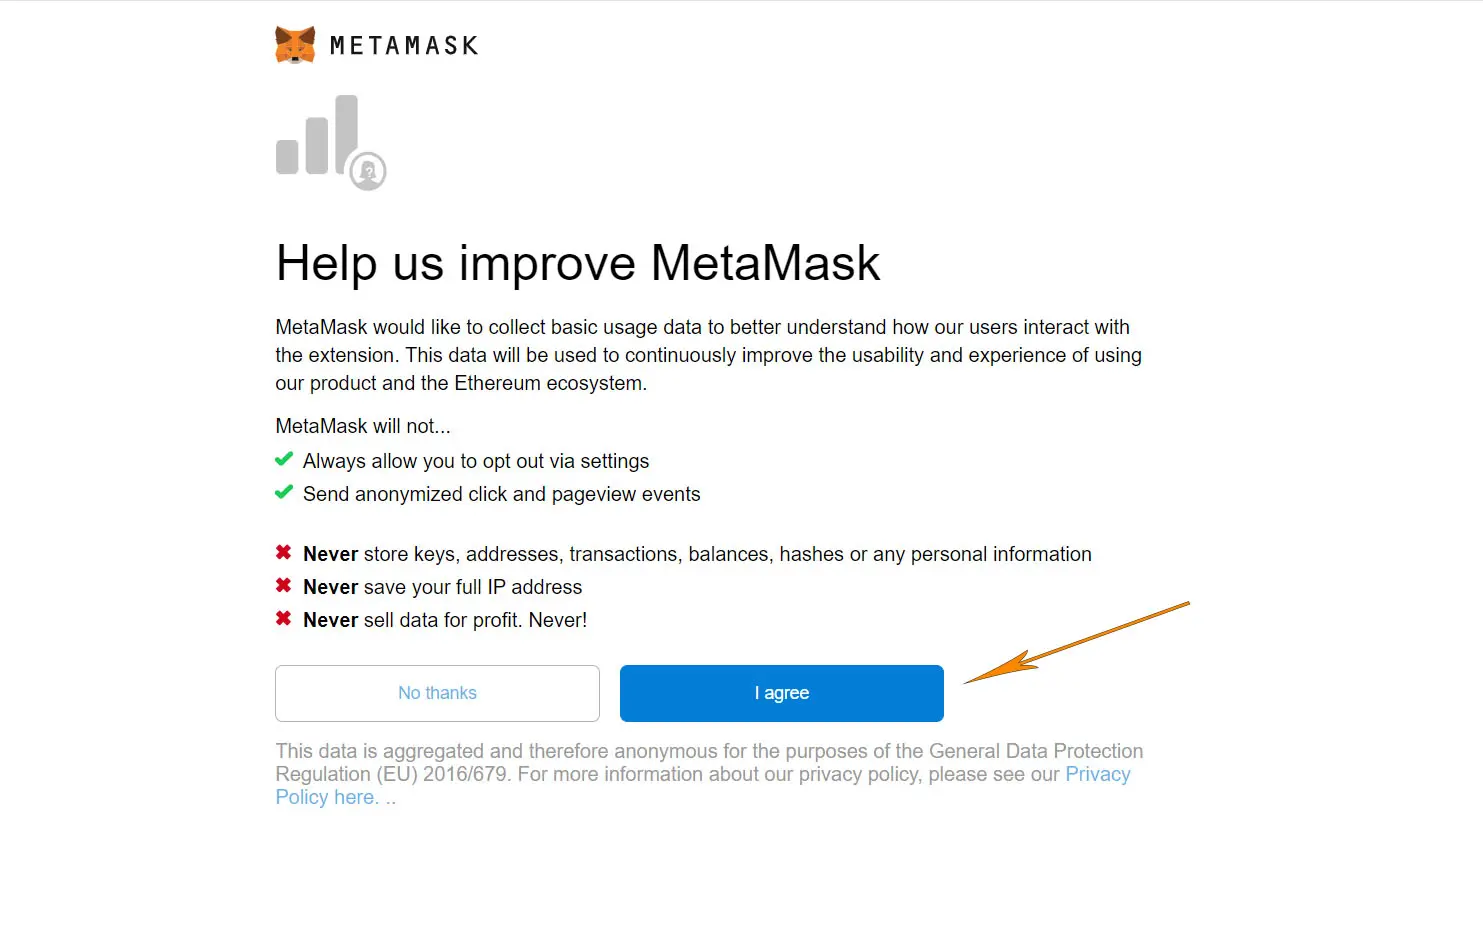 METAMASK
Help us improve MetaMask
MetaMask would like to collect basic usage data to better understand how our users interact with
the extension. This data will be used to continuously improve the usability and experience of using
our product and the Ethereum ecosystem.
MetaMask will not...
Always allow you to opt out via settings
Send anonymized click and pageview events
Never store keys, addresses, transactions, balances, hashes or any personal information
Never save your full IP address
Never sell data for profit. Never!
No thanks
I agree
This data is aggregated and therefore anonymous for the purposes of the General Data Protection
Regulation (EU) 2016/679. For more information about our privacy policy, please see our Privacy
Policy here. ..